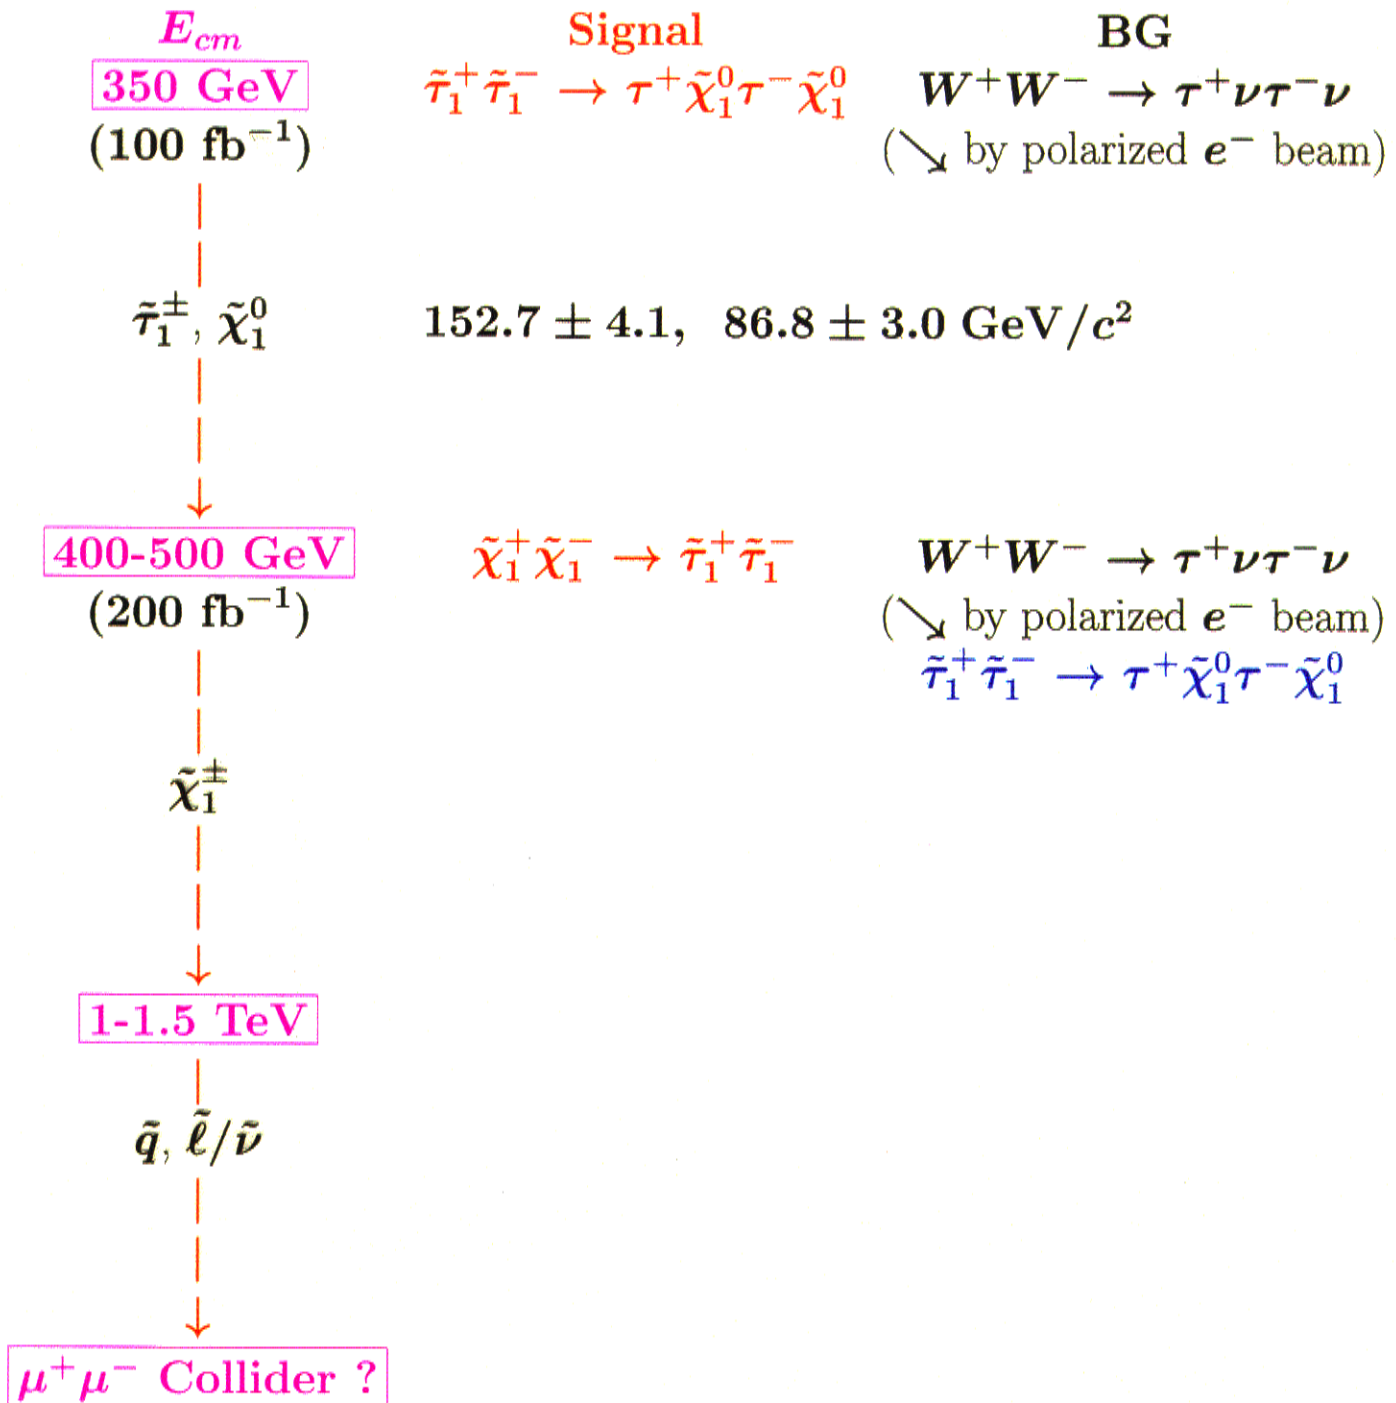 E_cm Signal BG
350 GeV τ̃₁⁺τ̃₁⁻ → τ⁺χ̃₁⁰τ⁻χ̃₁⁰ W⁺W⁻ → τ⁺ντ⁻ν
(100 fb⁻¹) (↘ by polarized e⁻ beam)
τ̃₁^±, χ̃₁⁰ 152.7 ± 4.1, 86.8 ± 3.0 GeV/c²
400-500 GeV χ̃₁⁺χ̃₁⁻ → τ̃₁⁺τ̃₁⁻ W⁺W⁻ → τ⁺ντ⁻ν
(200 fb⁻¹) (↘ by polarized e⁻ beam)
τ̃₁⁺τ̃₁⁻ → τ⁺χ̃₁⁰τ⁻χ̃₁⁰
χ̃₁^±
1-1.5 TeV
q̃, ℓ̃/ν̃
μ⁺μ⁻ Collider ?